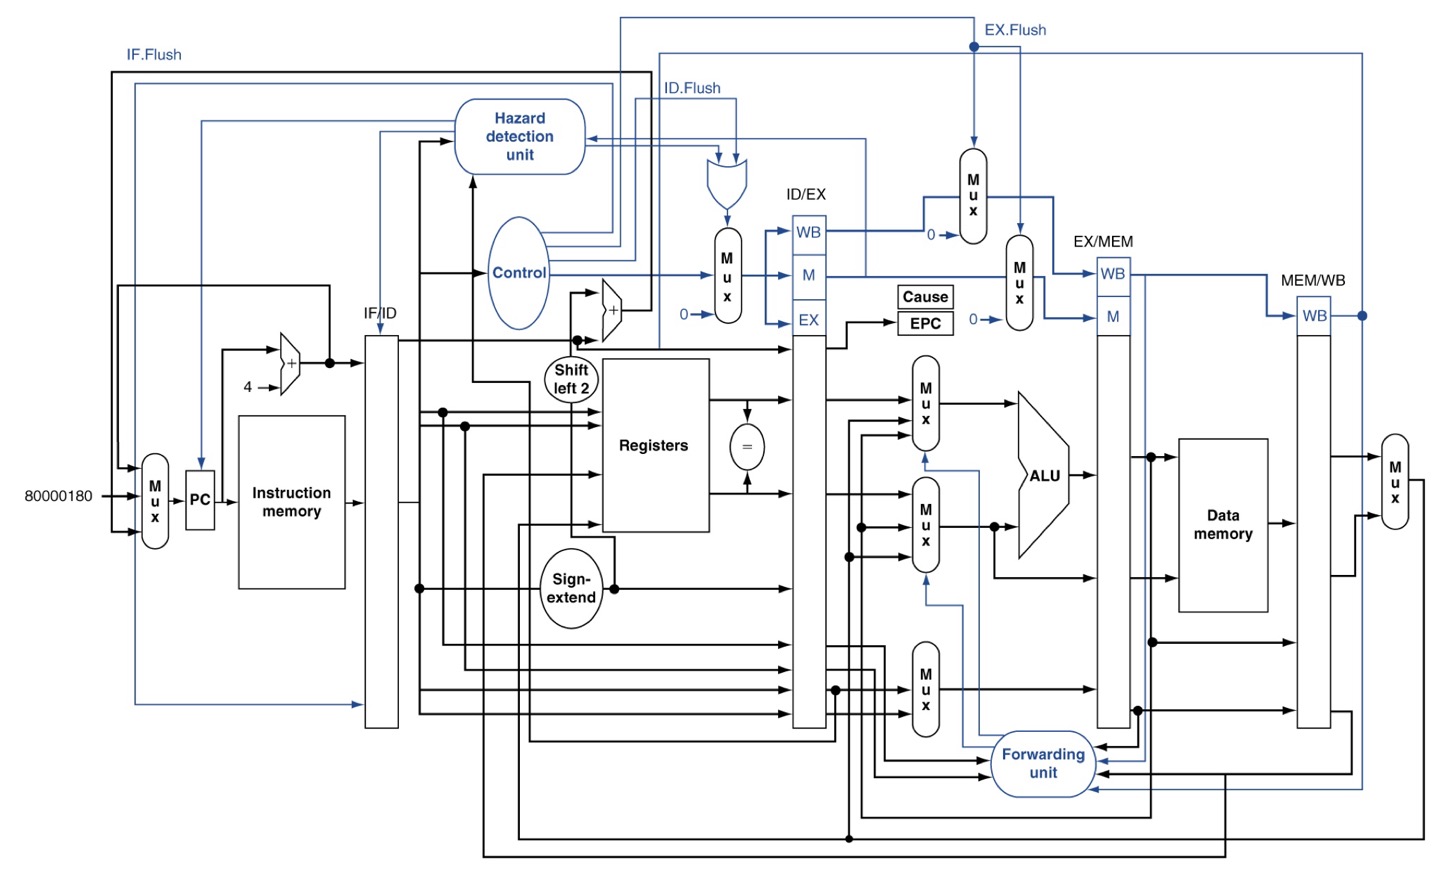 EX.Flush
IF.Flush
ID.Flush
Hazard
detection
unit
M
u
x
ID/EX
WB
0
EX/MEM
M
u
x
Control
M
u
x
M
WB
MEM/WB
0
EX
Cause
EPC
0
M
u
x
M
WB
IF/ID
+
+
4
Shift
left 2
M
u
x
Registers
=
ALU
M
u
x
80000180
M
u
x
PC
Instruction
memory
M
u
x
Data
memory
Sign-
extend
M
u
x
Forwarding
unit